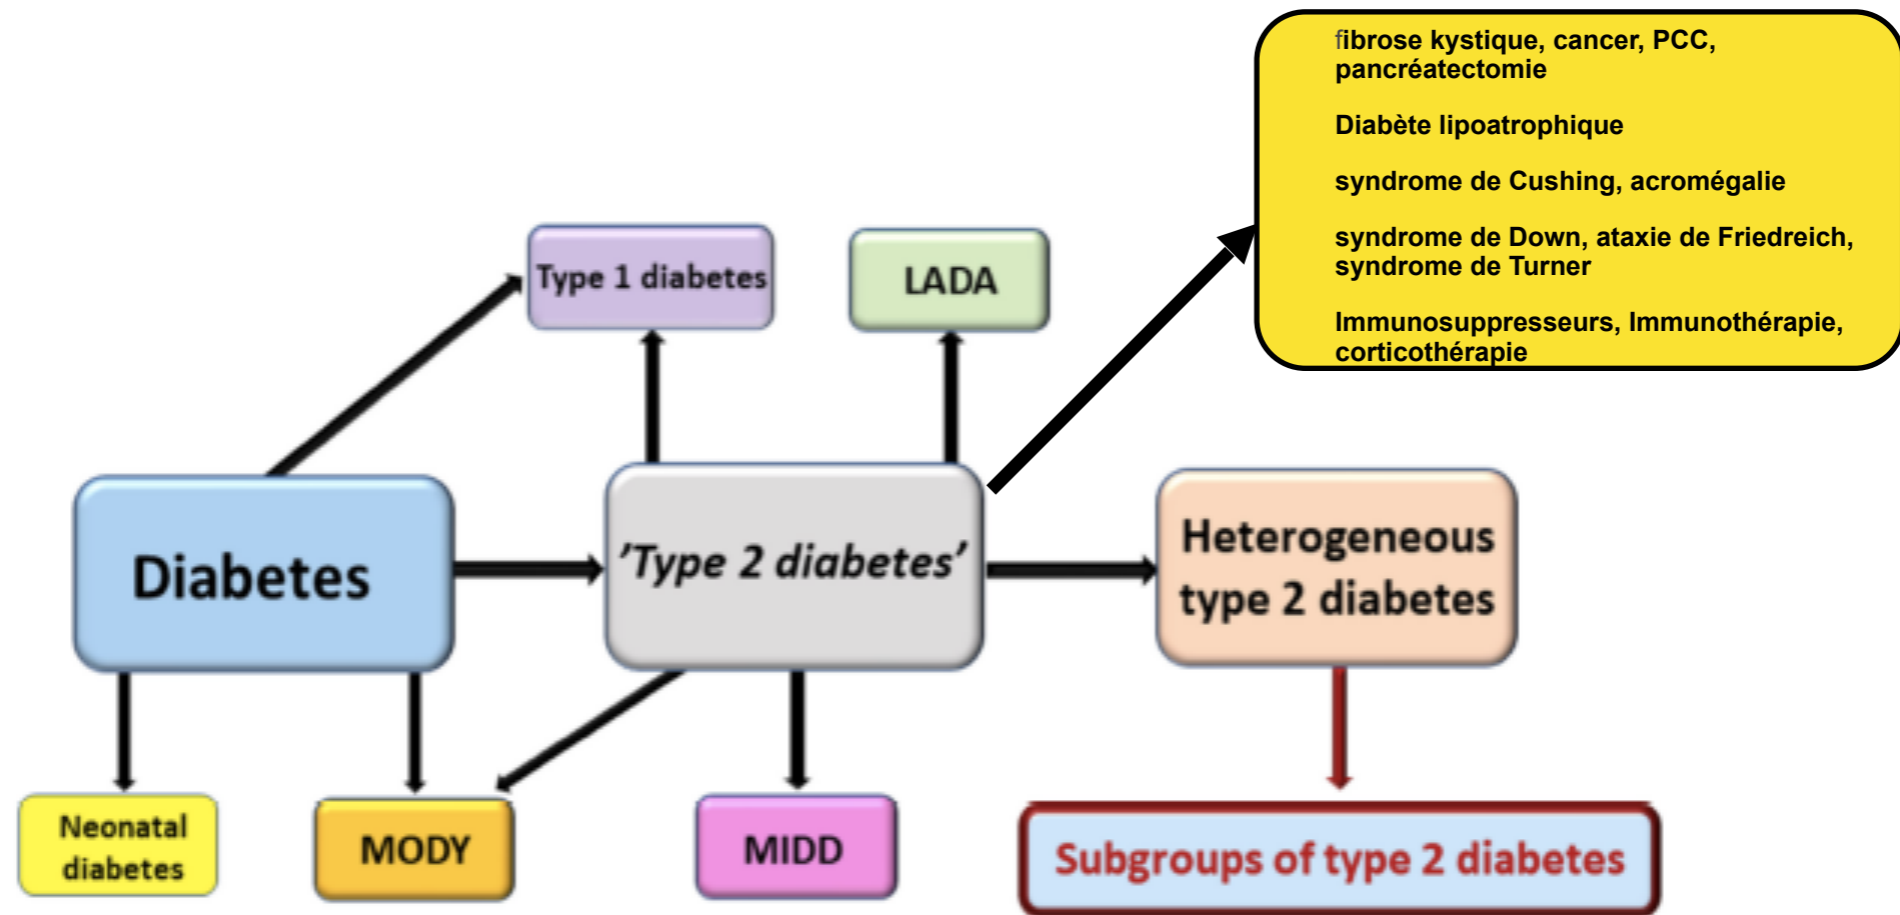 fibrose kystique, cancer, PCC,
pancréatectomie
Diabète lipoatrophique
syndrome de Cushing, acromégalie
syndrome de Down, ataxie de Friedreich,
syndrome de Turner
Immunosuppresseurs, Immunothérapie,
corticothérapie
Type 1 diabetes
LADA
Diabetes
'Type 2 diabetes'
Heterogeneous
type 2 diabetes
Neonatal
diabetes
MODY
MIDD
Subgroups of type 2 diabetes